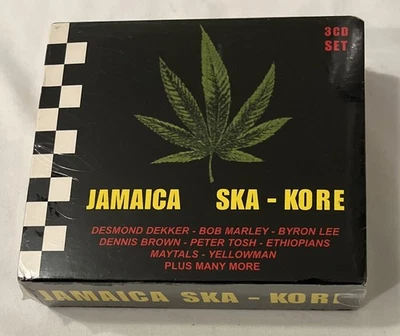 3CD
SET
JAMAICA SKA - KORE
DESMOND DEKKER - BOB MARLEY - BYRON LEE
DENNIS BROWN - PETER TOSH - ETHIOPIANS
MAYTALS - YELLOWMAN
PLUS MANY MORE
JAMAICA SKA - KORE